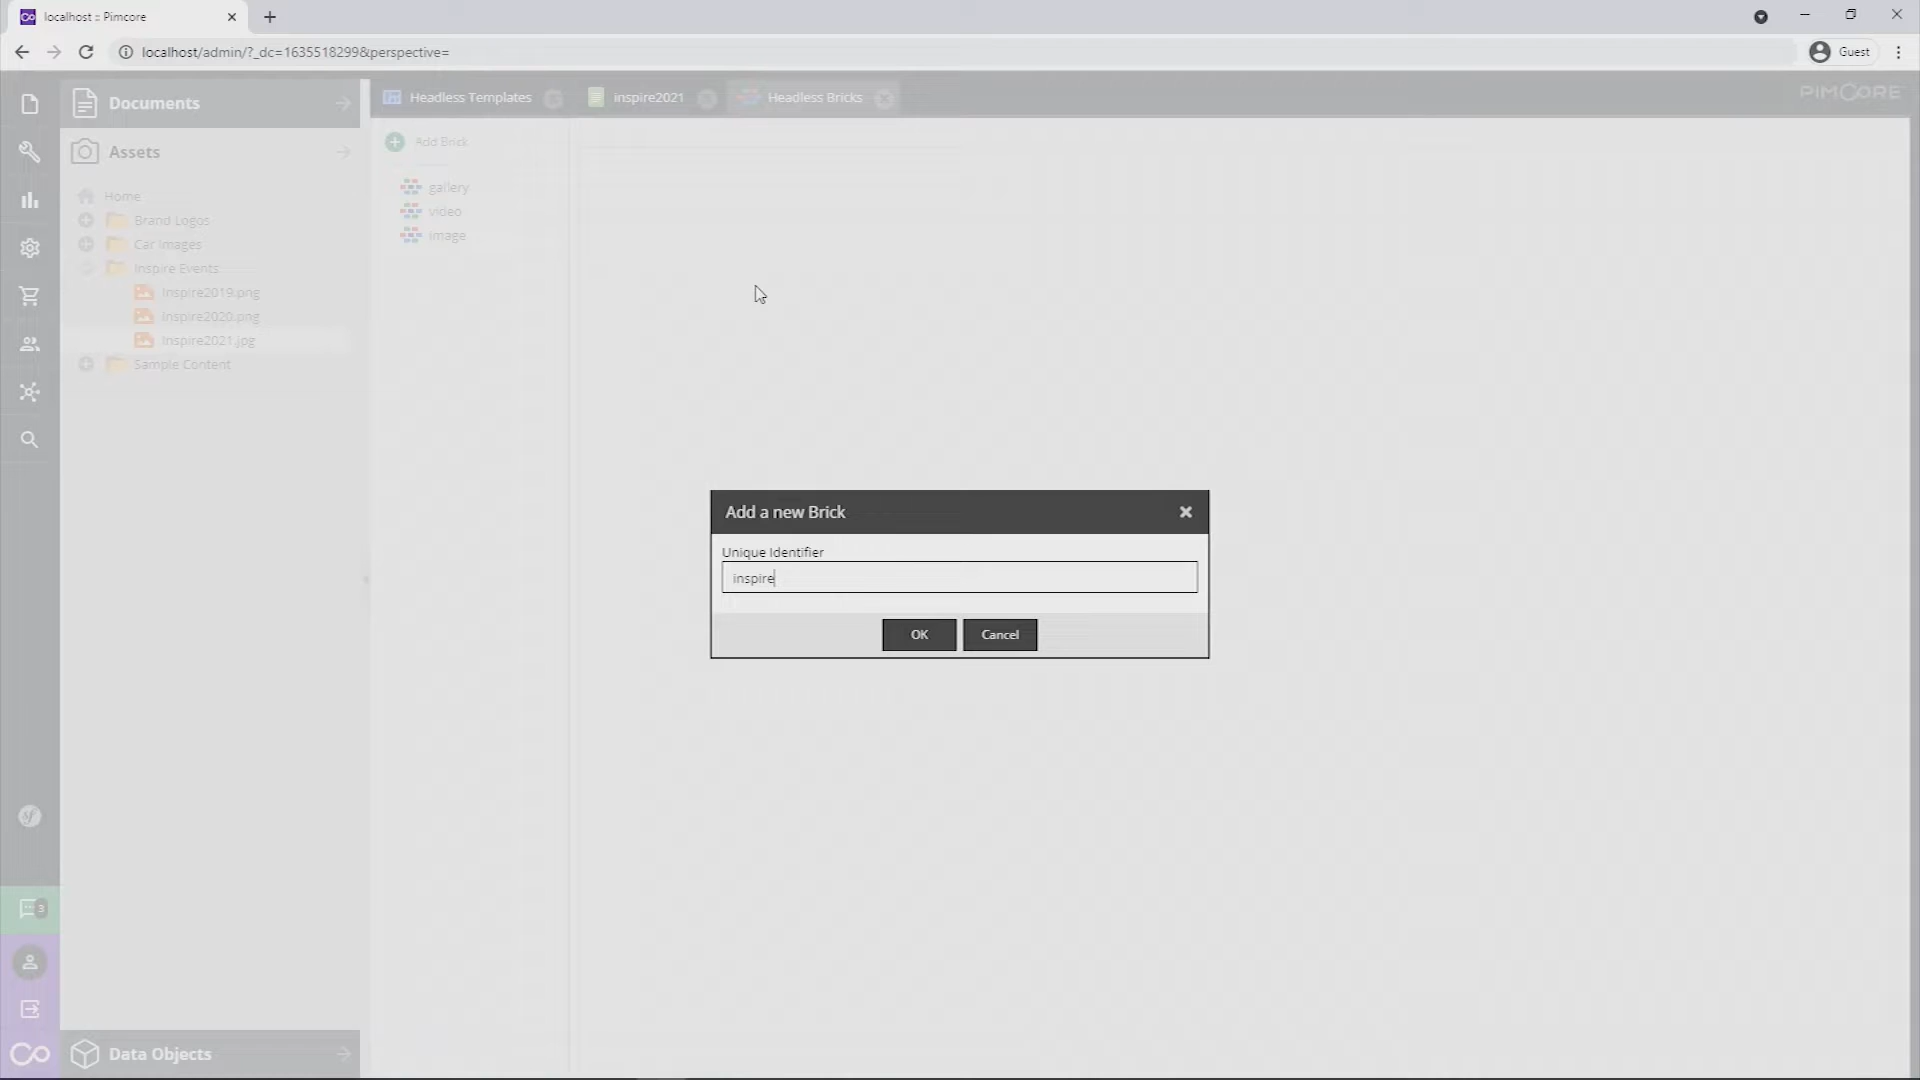 localhost :: Pimcore
localhost/admin/?_dc=1635518299&perspective=
Guest
Documents
Headless Templates
inspire2021
Headless Bricks
PIMCORE
Assets
Add Brick
Home
Brand Logos
Car Images
Inspire Events
Inspire2019.png
Inspire2020.png
Inspire2021.jpg
Sample Content
gallery
video
image
Add a new Brick
Unique Identifier
inspire
OK
Cancel
sf
3
Data Objects